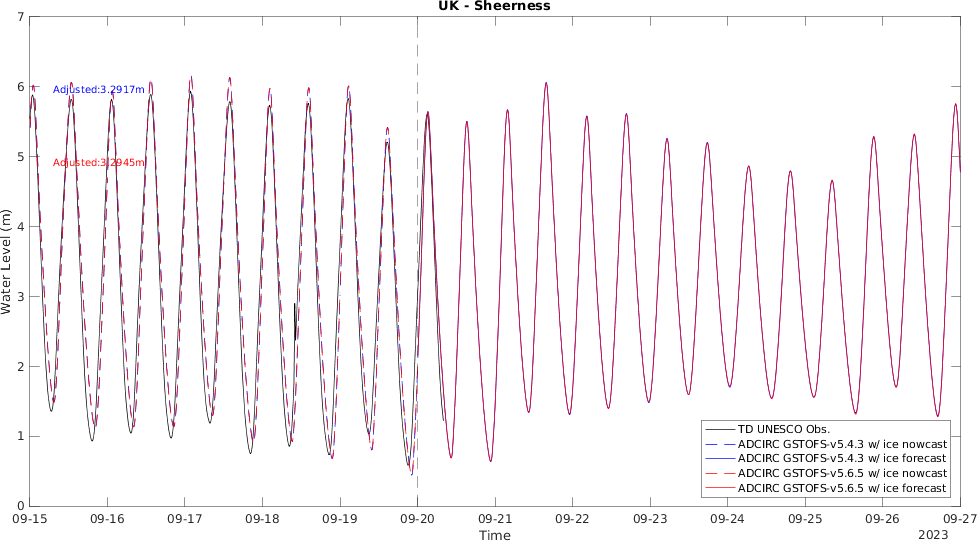 UK - Sheerness
7
6
5
4
3
2
1
0
Water Level (m)
Adjusted:3.2917m
Adjusted:3.2945m
TD UNESCO Obs.
ADCIRC GSTOFS-v5.4.3 w/ ice nowcast
ADCIRC GSTOFS-v5.4.3 w/ ice forecast
ADCIRC GSTOFS-v5.6.5 w/ ice nowcast
ADCIRC GSTOFS-v5.6.5 w/ ice forecast
09-15 09-16 09-17 09-18 09-19 09-20 09-21 09-22 09-23 09-24 09-25 09-26 09-27
Time
2023